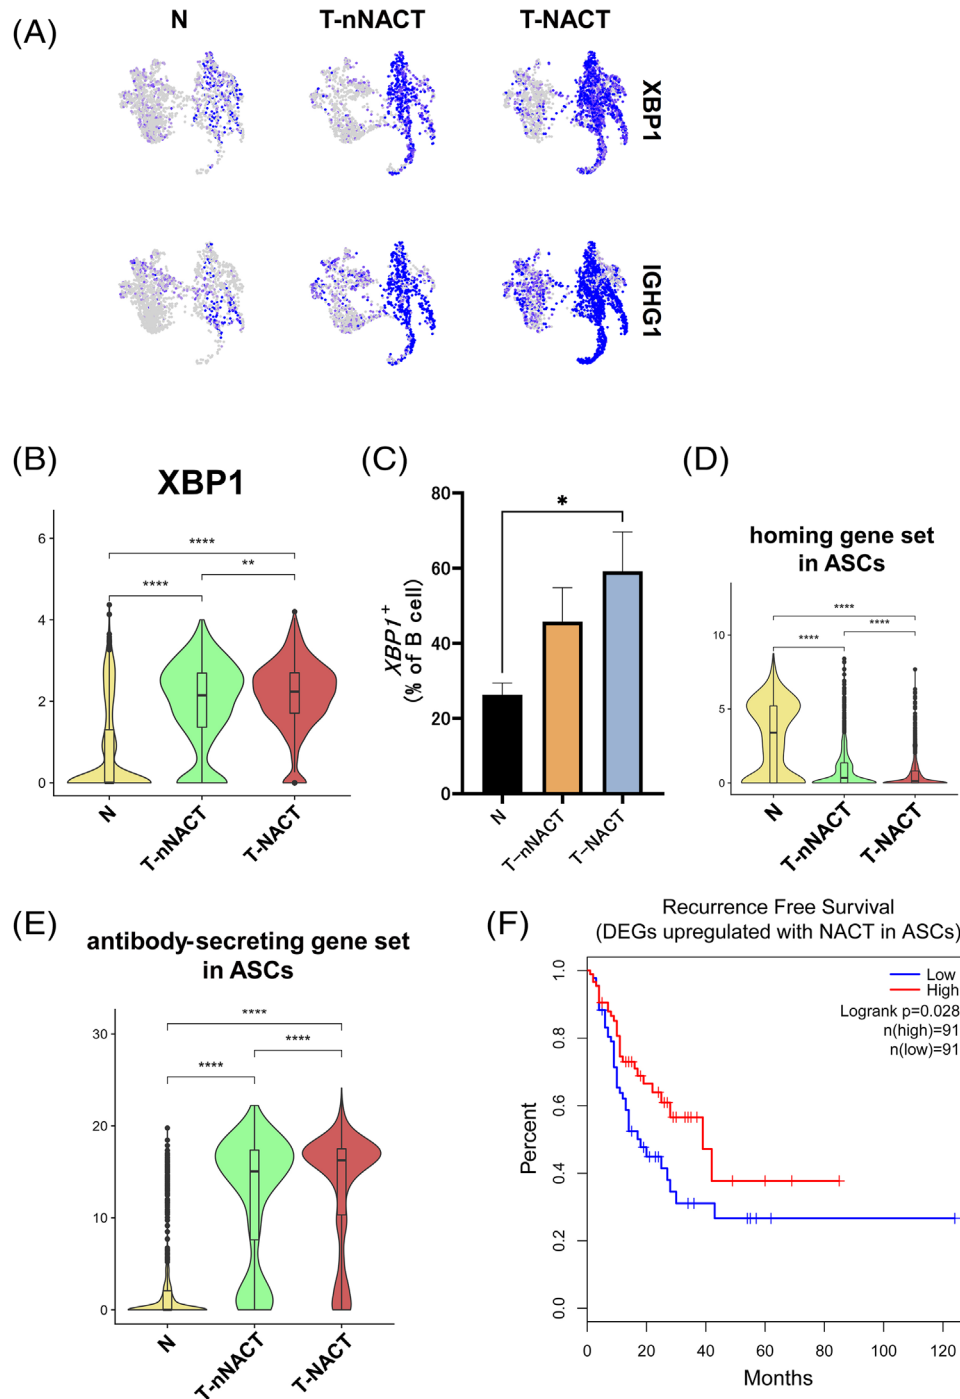 (A)
N
T-nNACT
T-NACT
XBP1
IGHG1
(B)
XBP1
6
4
2
0
****
****
**
N
T-nNACT
T-NACT
(C)
XBP1+
(% of B cell)
80
60
40
20
0
*
N
T-nNACT
T-NACT
(D)
homing gene set
in ASCs
10
5
0
****
****
****
N
T-nNACT
T-NACT
(E)
antibody-secreting gene set
in ASCs
30
20
10
0
****
****
****
N
T-nNACT
T-NACT
(F)
Recurrence Free Survival
(DEGs upregulated with NACT in ASCs)
Low
High
Logrank p=0.028
n(high)=91
n(low)=91
Percent
1.0
0.8
0.6
0.4
0.2
0.0
0 20 40 60 80 100 120
Months